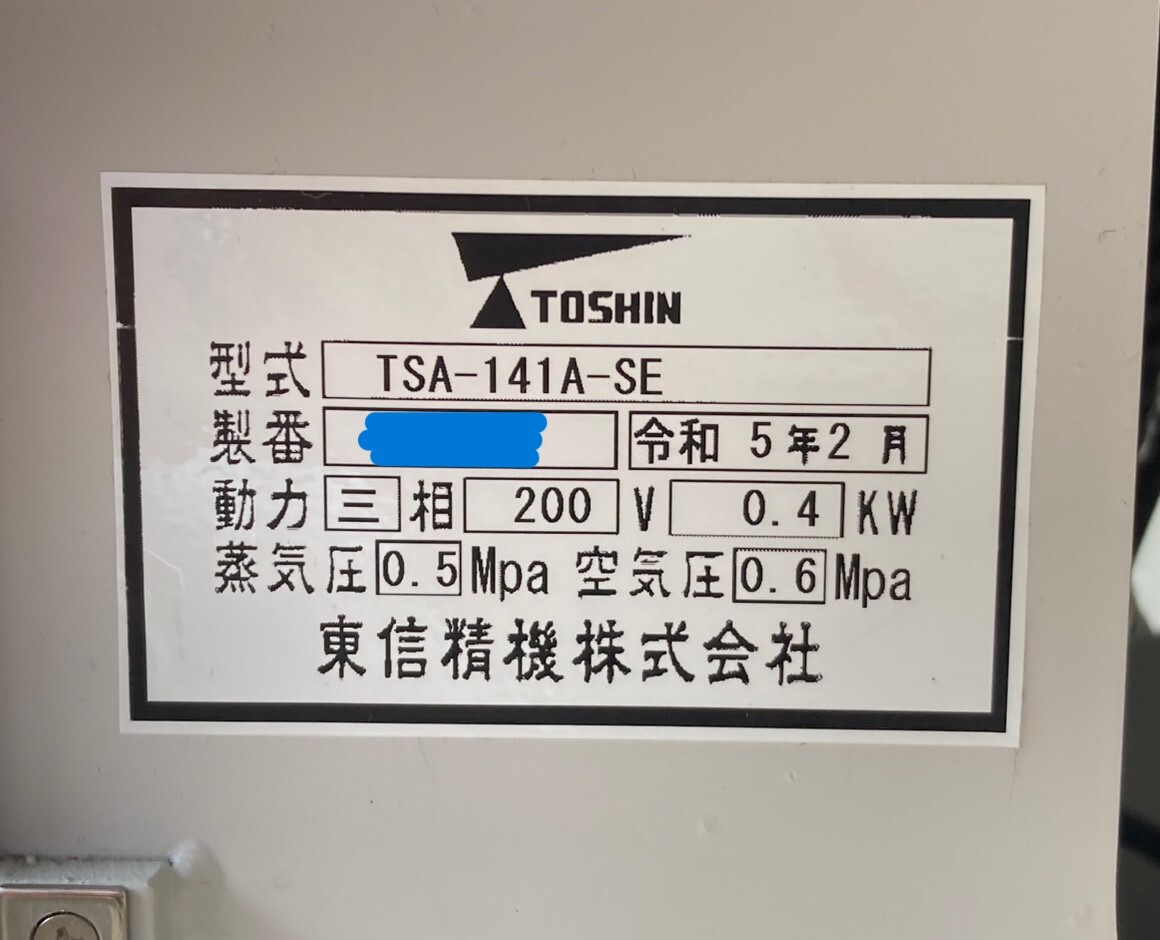 TOSHIN
型式 TSA-141A-SE
製番 令和 5年2月
動力 三相 200 V 0.4 KW
蒸気圧 0.5 Mpa 空気圧 0.6 Mpa
東信精機株式会社